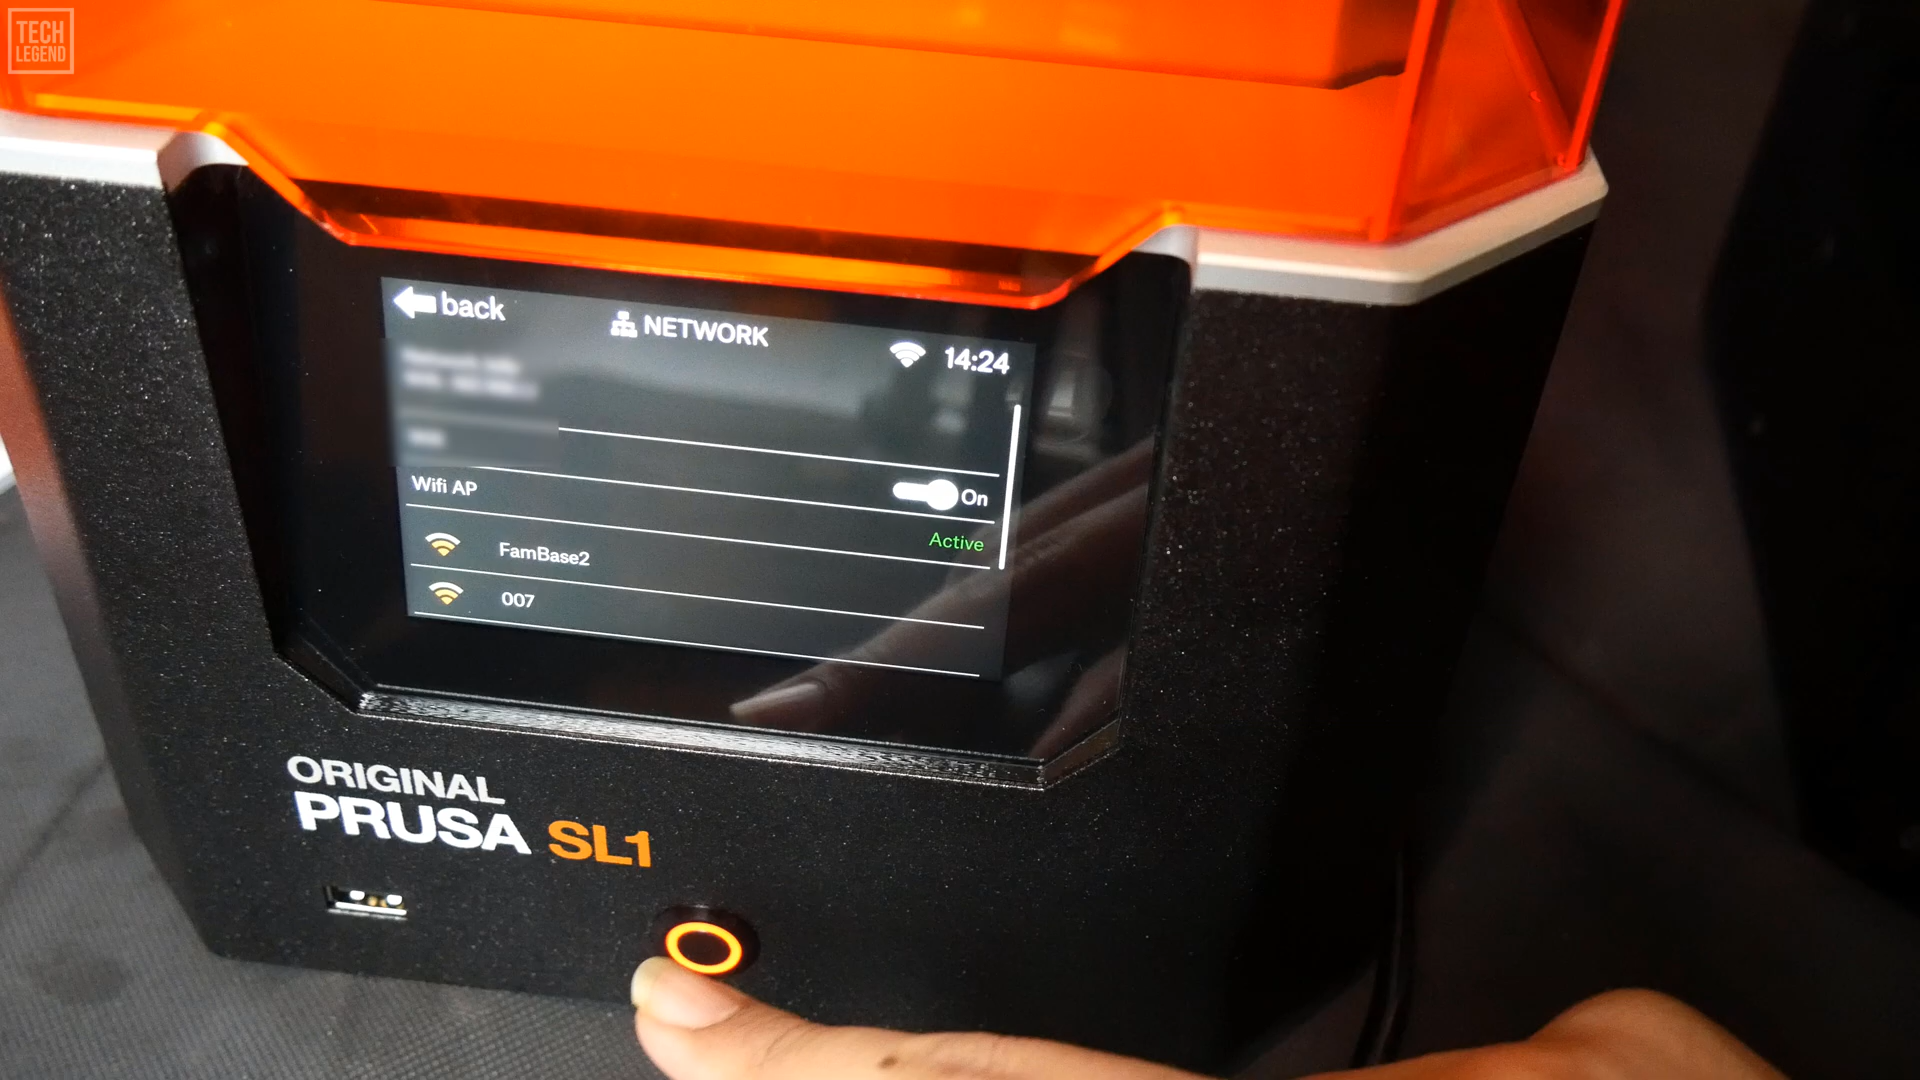 TECH
LEGEND
back
NETWORK
14:24
Wifi AP
On
FamBase2
Active
007
ORIGINAL
PRUSA SL1